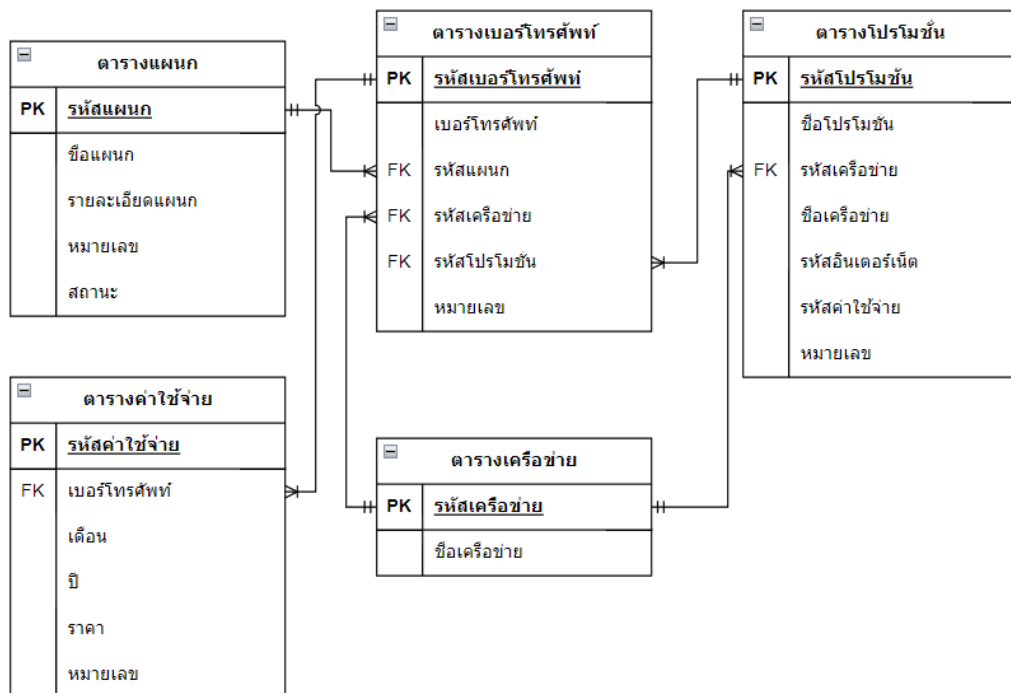 ตารางแผนก
PK รหัสแผนก
ชื่อแผนก
รายละเอียดแผนก
หมายเลข
สถานะ
ตารางเบอร์โทรศัพท์
PK รหัสเบอร์โทรศัพท์
เบอร์โทรศัพท์
FK รหัสแผนก
FK รหัสเครือข่าย
FK รหัสโปรโมชั่น
หมายเลข
ตารางโปรโมชั่น
PK รหัสโปรโมชั่น
ชื่อโปรโมชั่น
FK รหัสเครือข่าย
ชื่อเครือข่าย
รหัสอินเตอร์เน็ต
รหัสค่าใช้จ่าย
หมายเลข
ตารางค่าใช้จ่าย
PK รหัสค่าใช้จ่าย
FK เบอร์โทรศัพท์
เดือน
ปี
ราคา
หมายเลข
ตารางเครือข่าย
PK รหัสเครือข่าย
ชื่อเครือข่าย